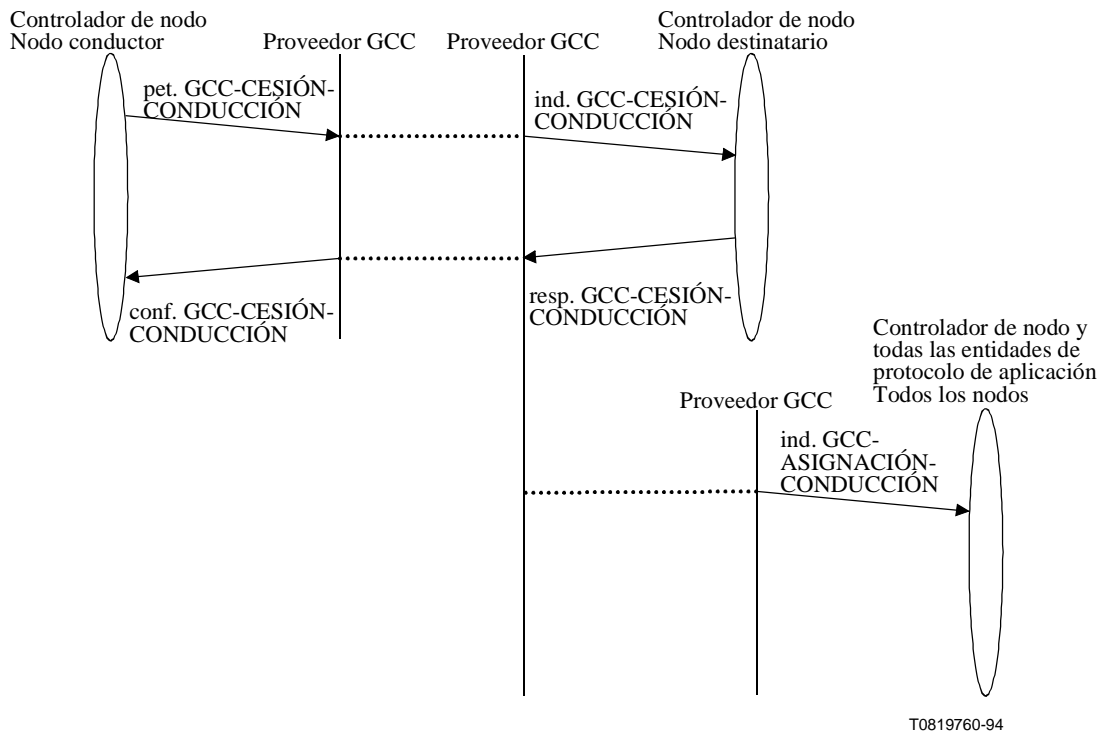 Controlador de nodo
Nodo conductor
Proveedor GCC
Proveedor GCC
Controlador de nodo
Nodo destinatario
pet. GCC-CESIÓN-
CONDUCCIÓN
ind. GCC-CESIÓN-
CONDUCCIÓN
conf. GCC-CESIÓN-
CONDUCCIÓN
resp. GCC-CESIÓN-
CONDUCCIÓN
Controlador de nodo y
todas las entidades de
protocolo de aplicación
Todos los nodos
Proveedor GCC
ind. GCC-
ASIGNACIÓN-
CONDUCCIÓN
T0819760-94